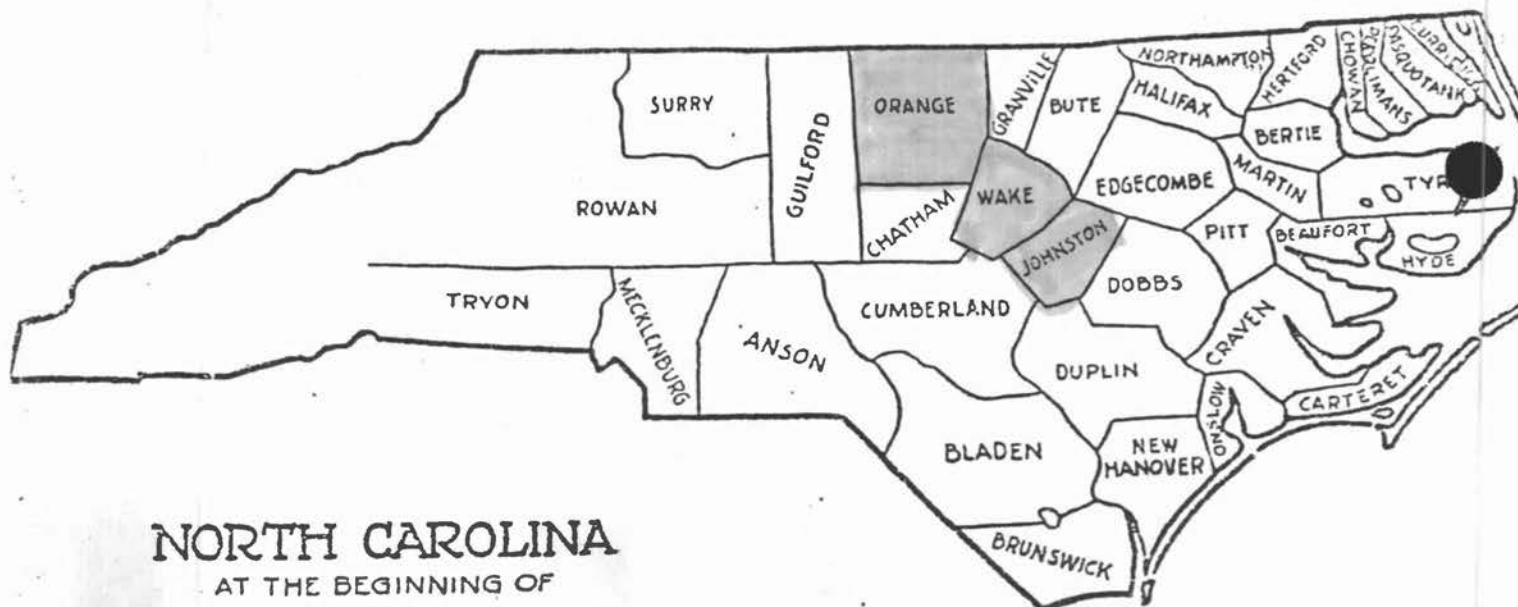 NORTHAMPTON
HERTFORD
CHOWAN
PASQUOTANK
SURRY
ORANGE
GRANVILLE
BUTE
HALIFAX
BERTIE
GUILFORD
ROWAN
CHATHAM
WAKE
EDGECOMBE
MARTIN
TYR
JOHNSTON
PITT
BEAUFORT
HYDE
TRYON
MECKLENBURG
ANSON
CUMBERLAND
DOBBS
CRAVEN
DUPLIN
ONSLOW
CARTERET
BLADEN
NEW
HANOVER
BRUNSWICK
NORTH CAROLINA
AT THE BEGINNING OF